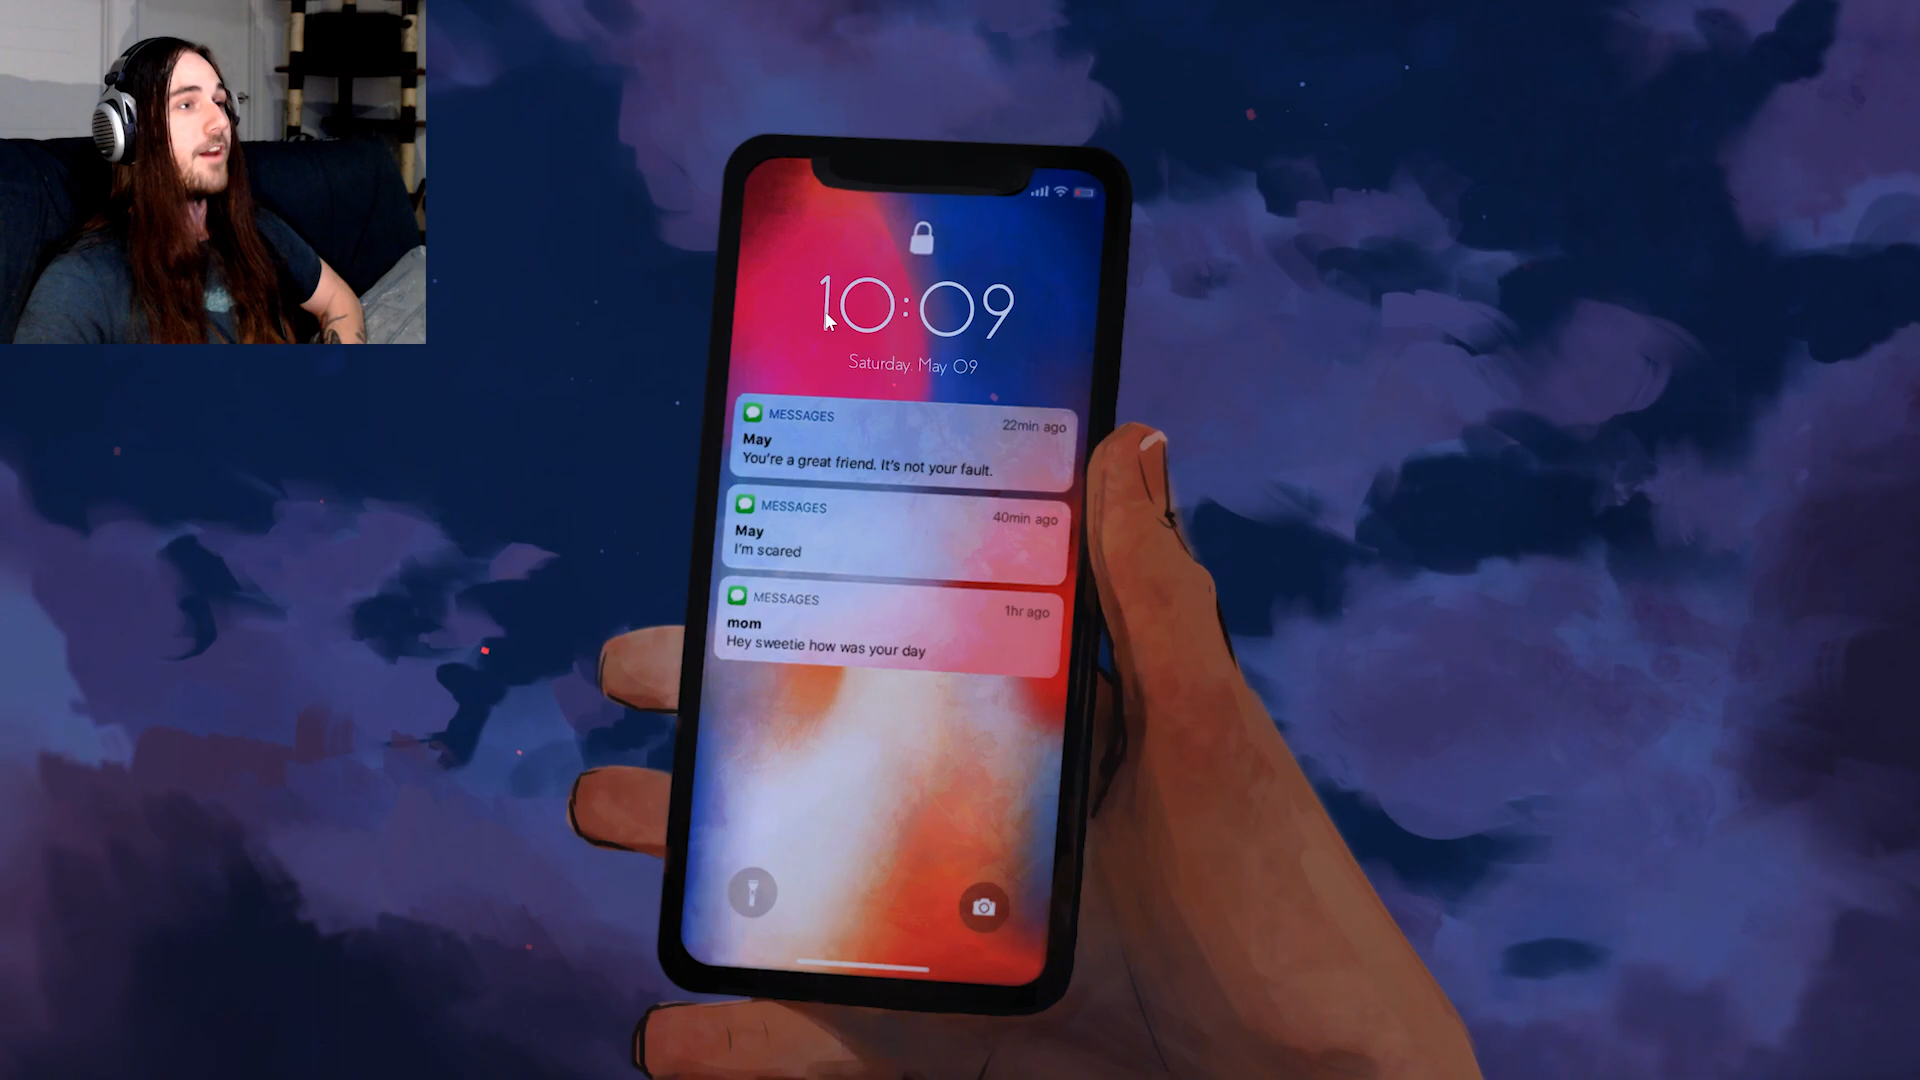 10:09
Saturday. May 09
MESSAGES
22min ago
May
You're a great friend. It's not your fault.
MESSAGES
40min ago
May
I'm scared
MESSAGES
1hr ago
mom
Hey sweetie how was your day